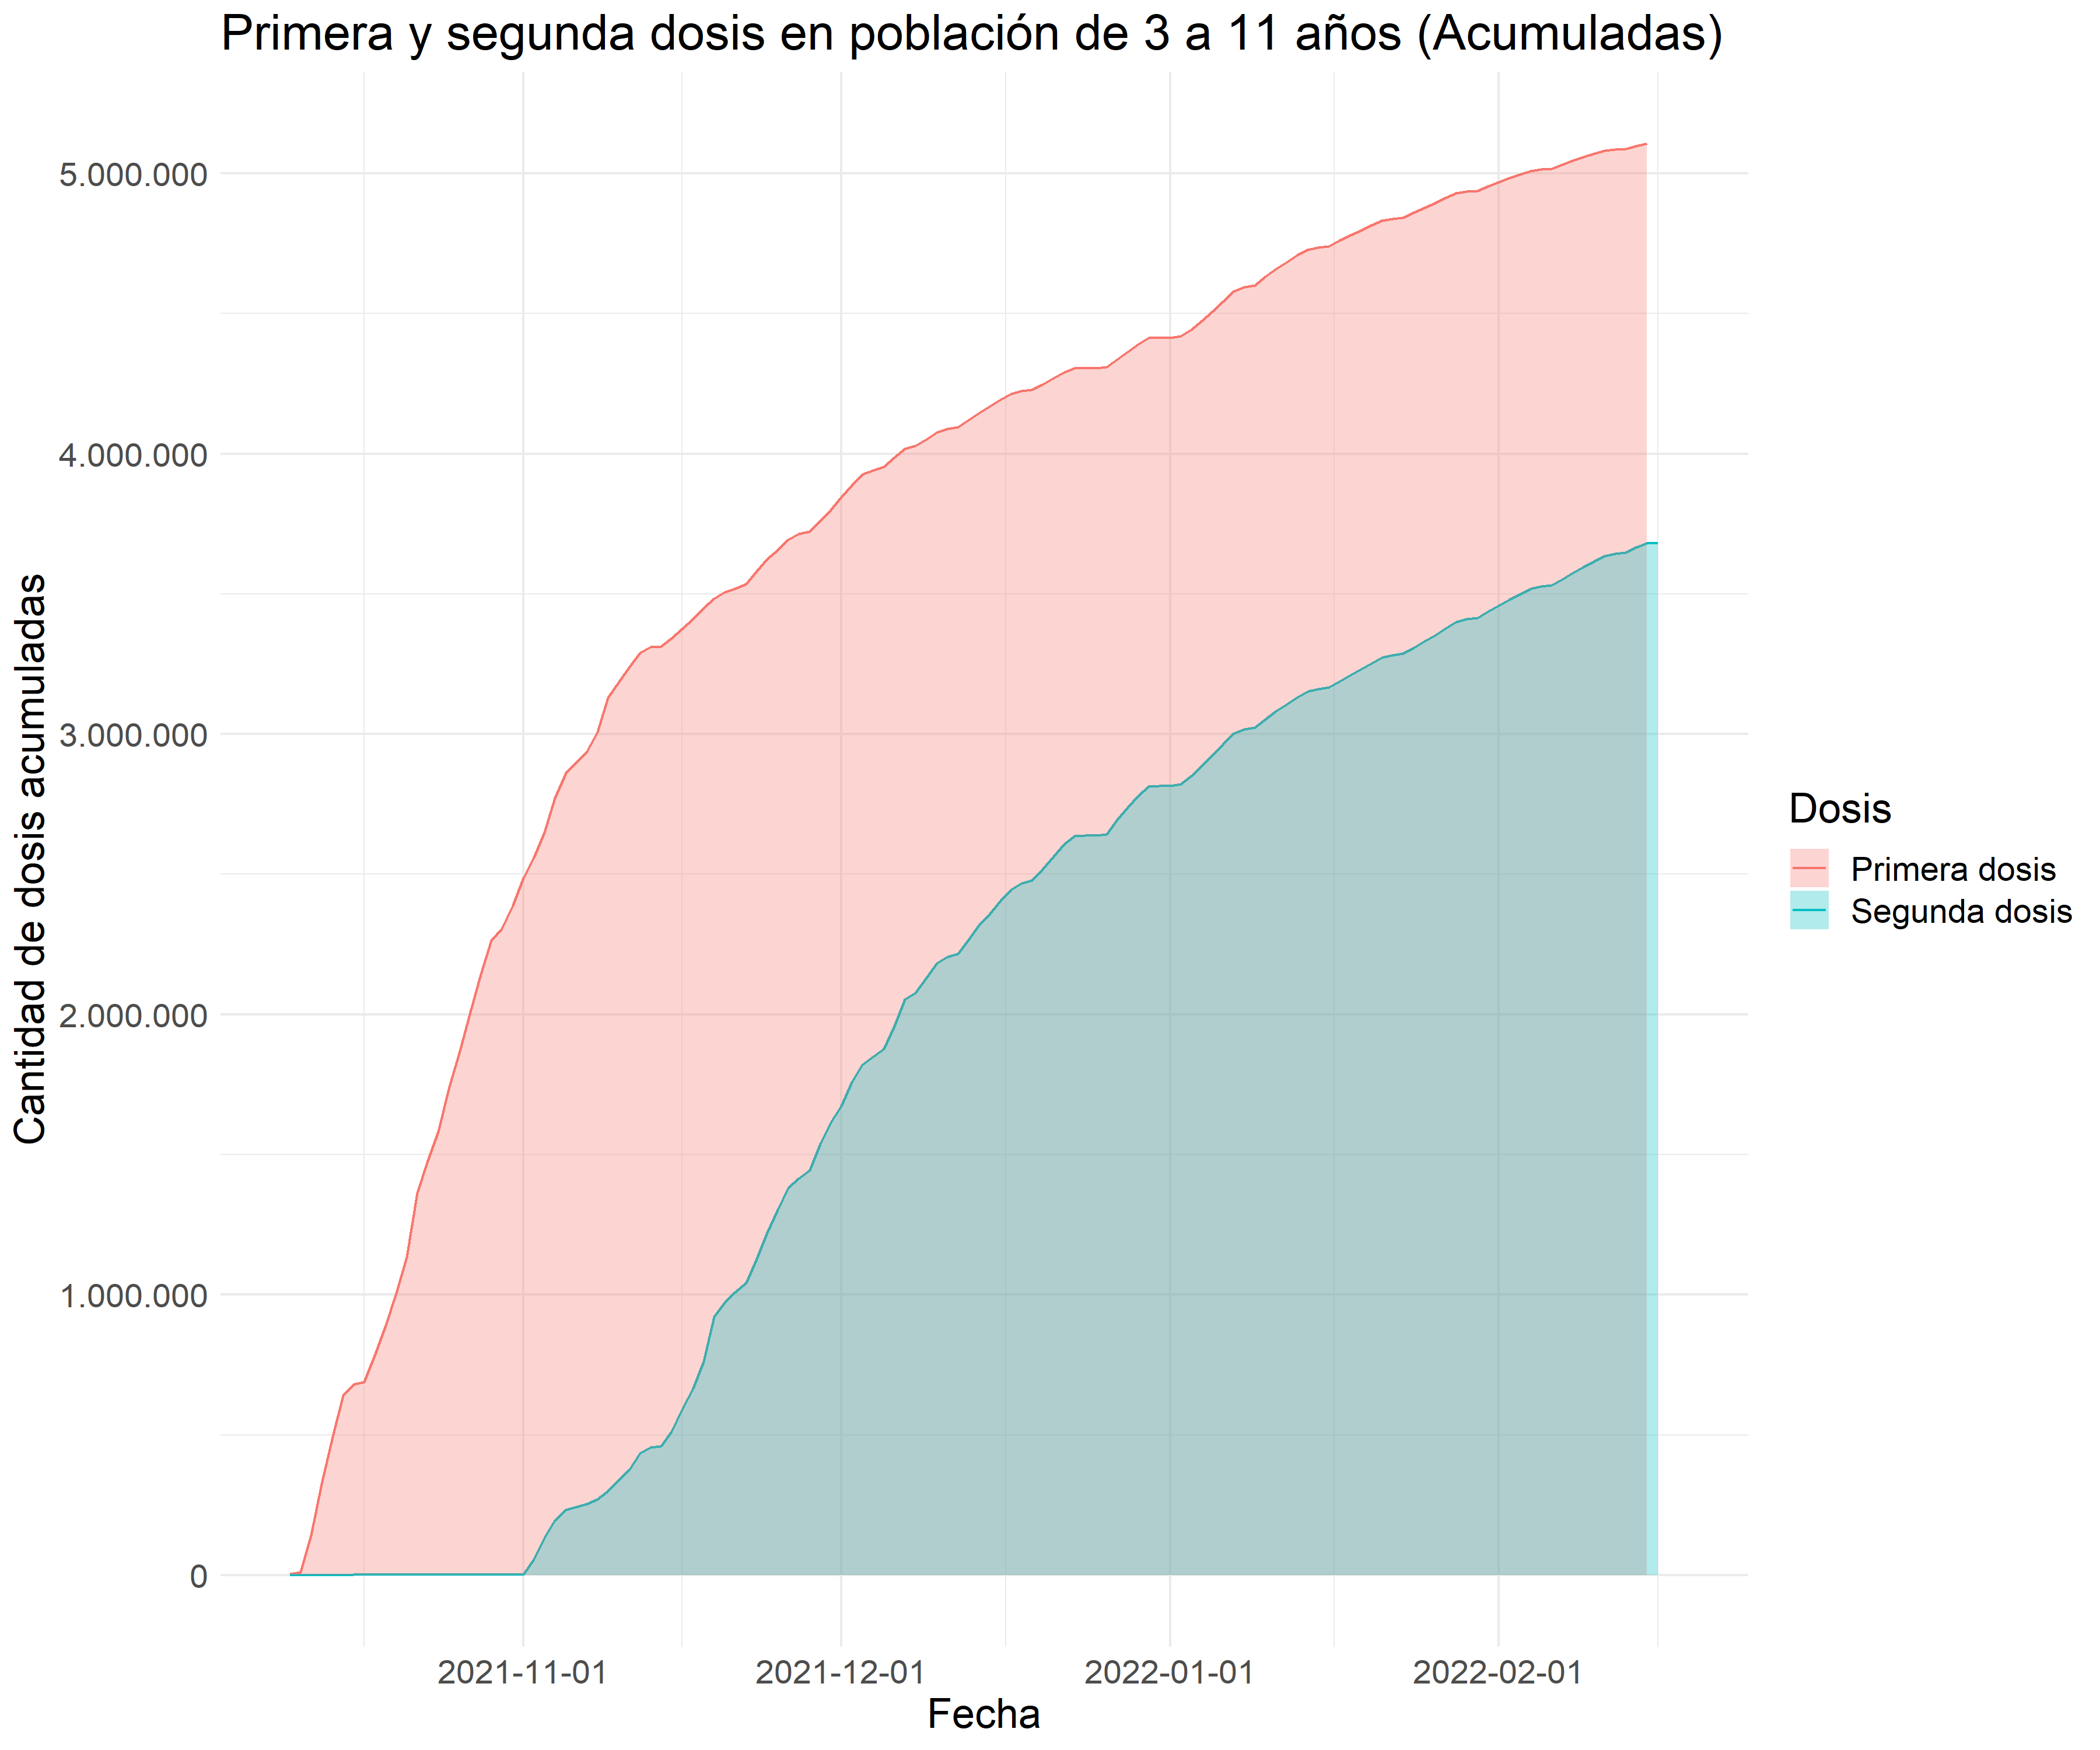 Primera y segunda dosis en población de 3 a 11 años (Acumuladas)
Cantidad de dosis acumuladas
5.000.000
4.000.000
3.000.000
2.000.000
1.000.000
0
2021-11-01
2021-12-01
2022-01-01
2022-02-01
Fecha
Dosis
Primera dosis
Segunda dosis